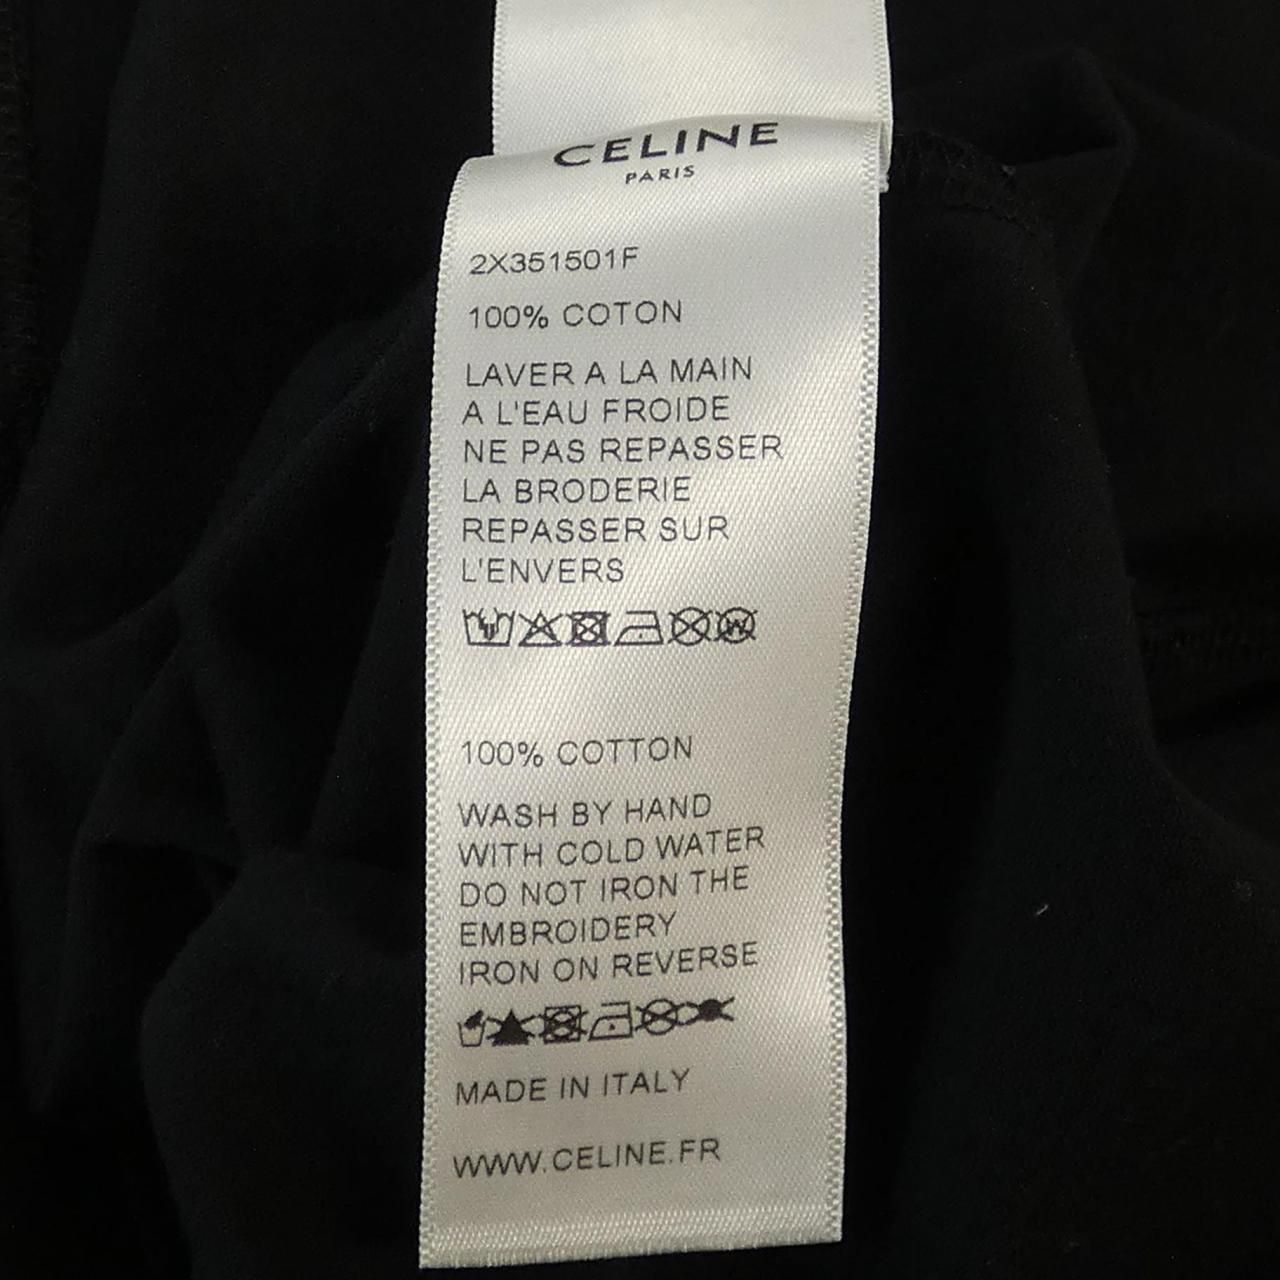 CELINE
PARIS
2X351501F
100% COTON
LAVER A LA MAIN
A L'EAU FROIDE
NE PAS REPASSER
LA BRODERIE
REPASSER SUR
L'ENVERS
W
100% COTTON
WASH BY HAND
WITH COLD WATER
DO NOT IRON THE
EMBROIDERY
IRON ON REVERSE
MADE IN ITALY
WWW.CELINE.FR